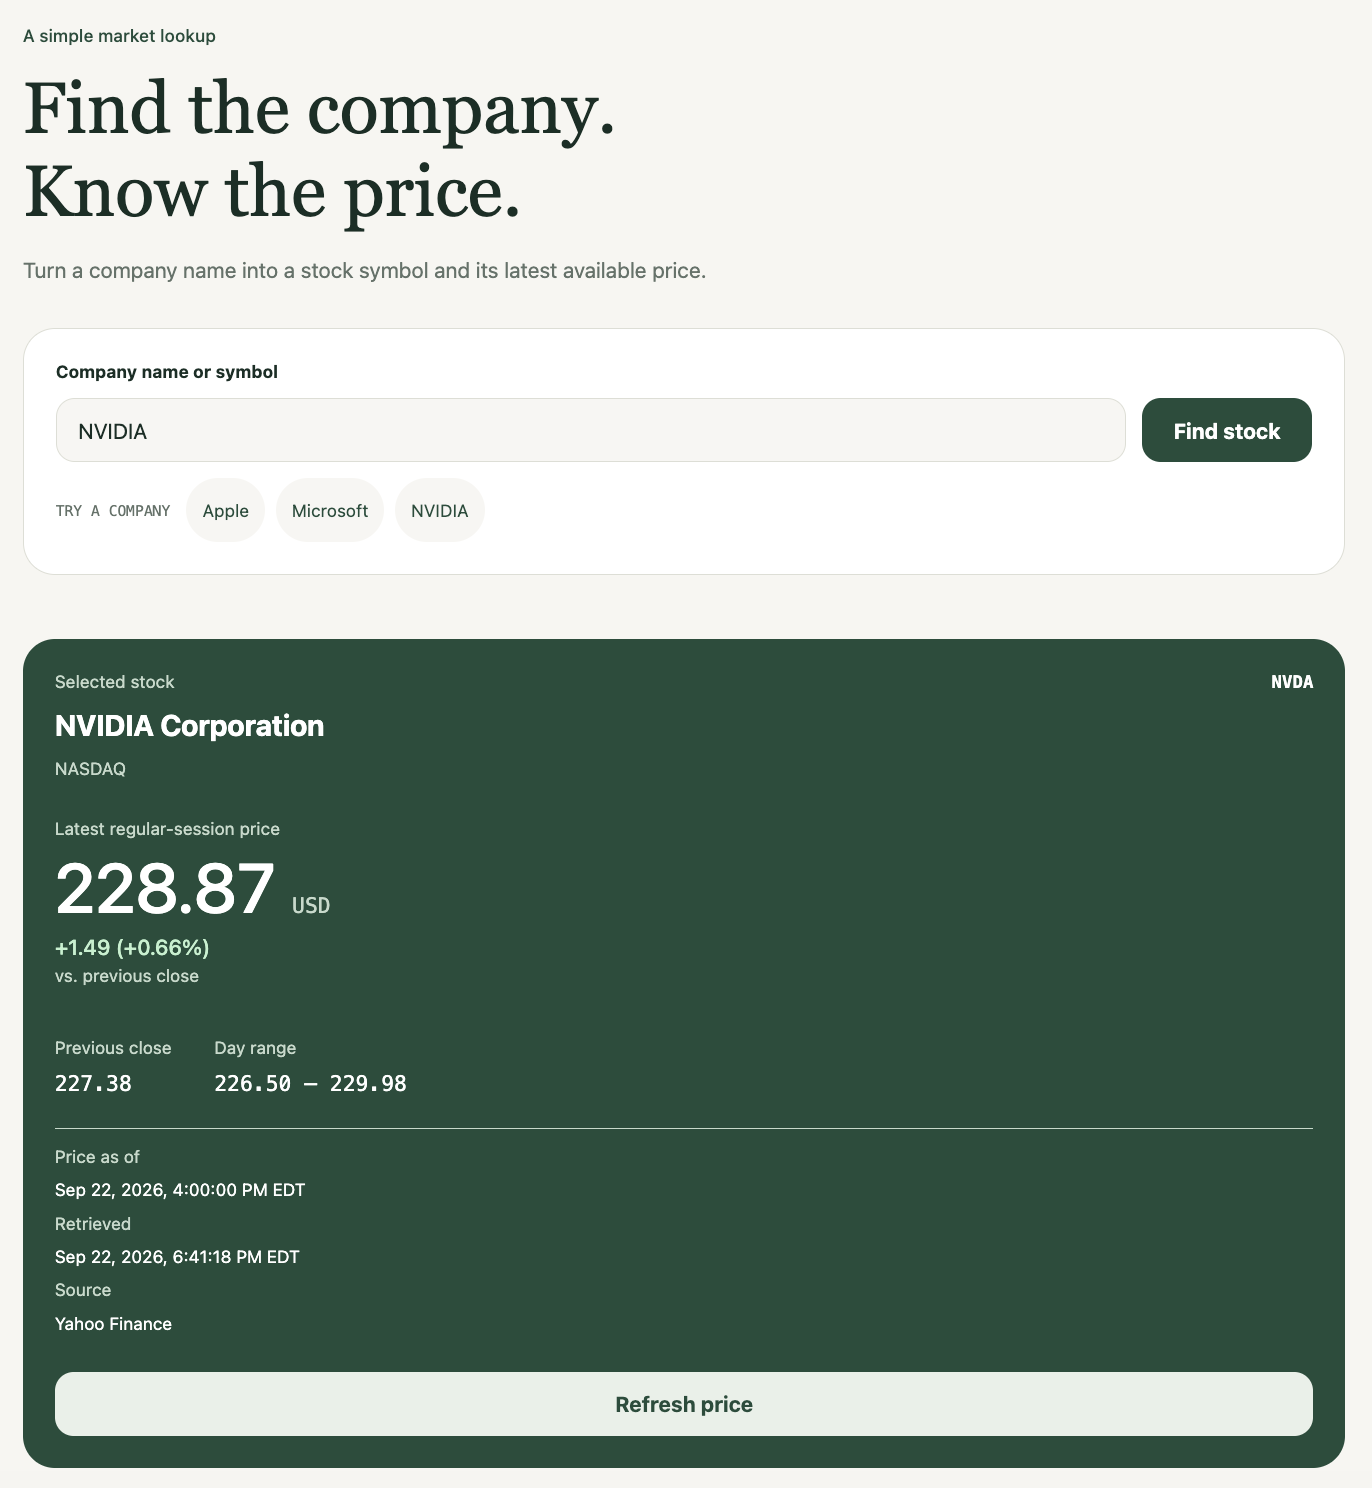 A simple market lookup
Find the company.
Know the price.
Turn a company name into a stock symbol and its latest available price.
Company name or symbol
NVIDIA
Find stock
TRY A COMPANY
Apple
Microsoft
NVIDIA
Selected stock
NVDA
NVIDIA Corporation
NASDAQ
Latest regular-session price
228.87 USD
+1.49 (+0.66%)
vs. previous close
Previous close
227.38
Day range
226.50 — 229.98
Price as of
Sep 22, 2026, 4:00:00 PM EDT
Retrieved
Sep 22, 2026, 6:41:18 PM EDT
Source
Yahoo Finance
Refresh price